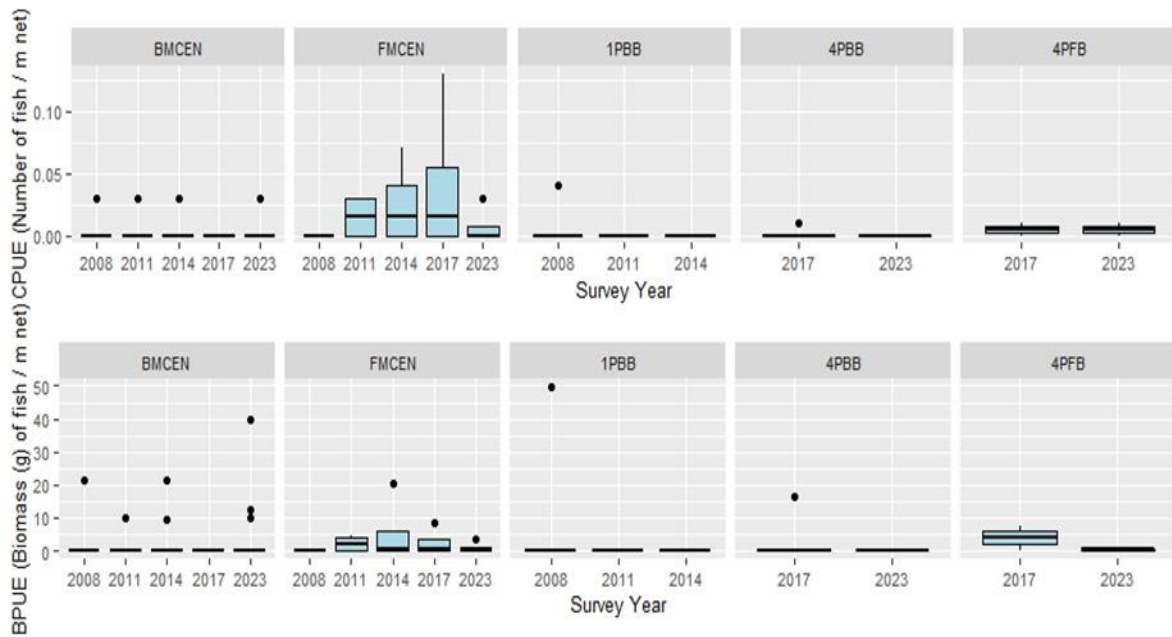 CPUE (Number of fish / m net)
BMCEN FMCEN 1PBB 4PBB 4PFB
0.10
0.05
0.00
2008 2011 2014 2017 2023 2008 2011 2014 2017 2023 2008 2011 2014 2017 2023 2017 2023
Survey Year
BPUE (Biomass (g) of fish / m net)
BMCEN FMCEN 1PBB 4PBB 4PFB
50
40
30
20
10
0
2008 2011 2014 2017 2023 2008 2011 2014 2017 2023 2008 2011 2014 2017 2023 2017 2023
Survey Year